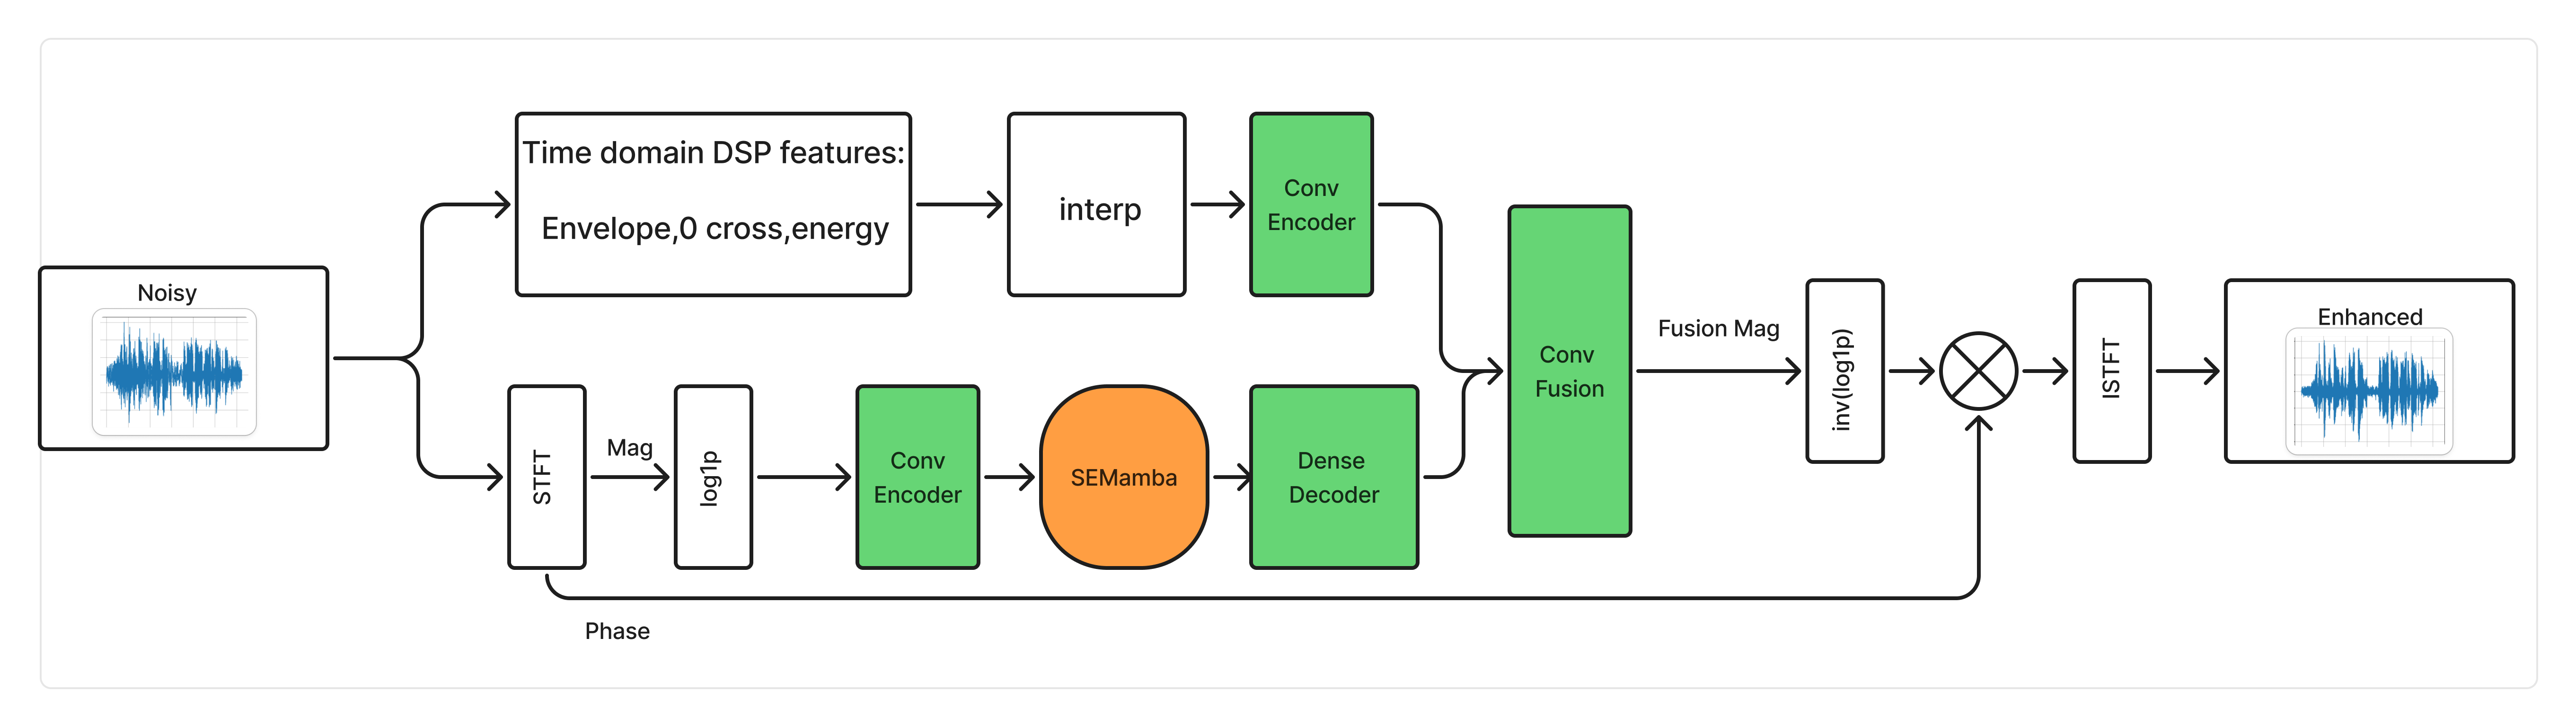 Noisy
Time domain DSP features:
Envelope,0 cross,energy
interp
Conv
Encoder
STFT
Mag
log1p
Conv
Encoder
SEMamba
Dense
Decoder
Phase
Conv
Fusion
Fusion Mag
inv(log1p)
ISTFT
Enhanced